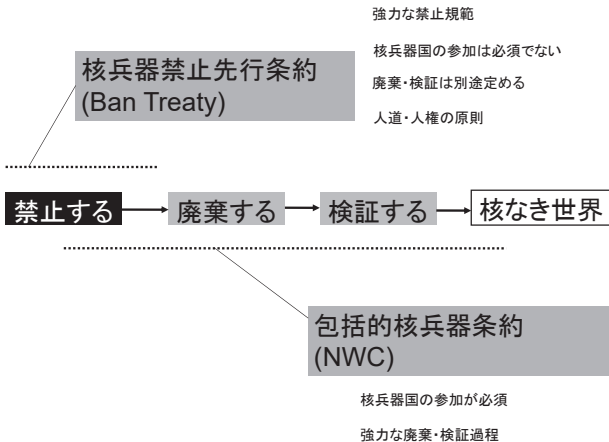 強力な禁止規範
核兵器禁止先行条約
(Ban Treaty)
核兵器国の参加は必須でない
廃棄・検証は別途定める
人道・人権の原則
禁止する
廃棄する
検証する
核なき世界
包括的核兵器条約
(NWC)
核兵器国の参加が必須
強力な廃棄・検証過程